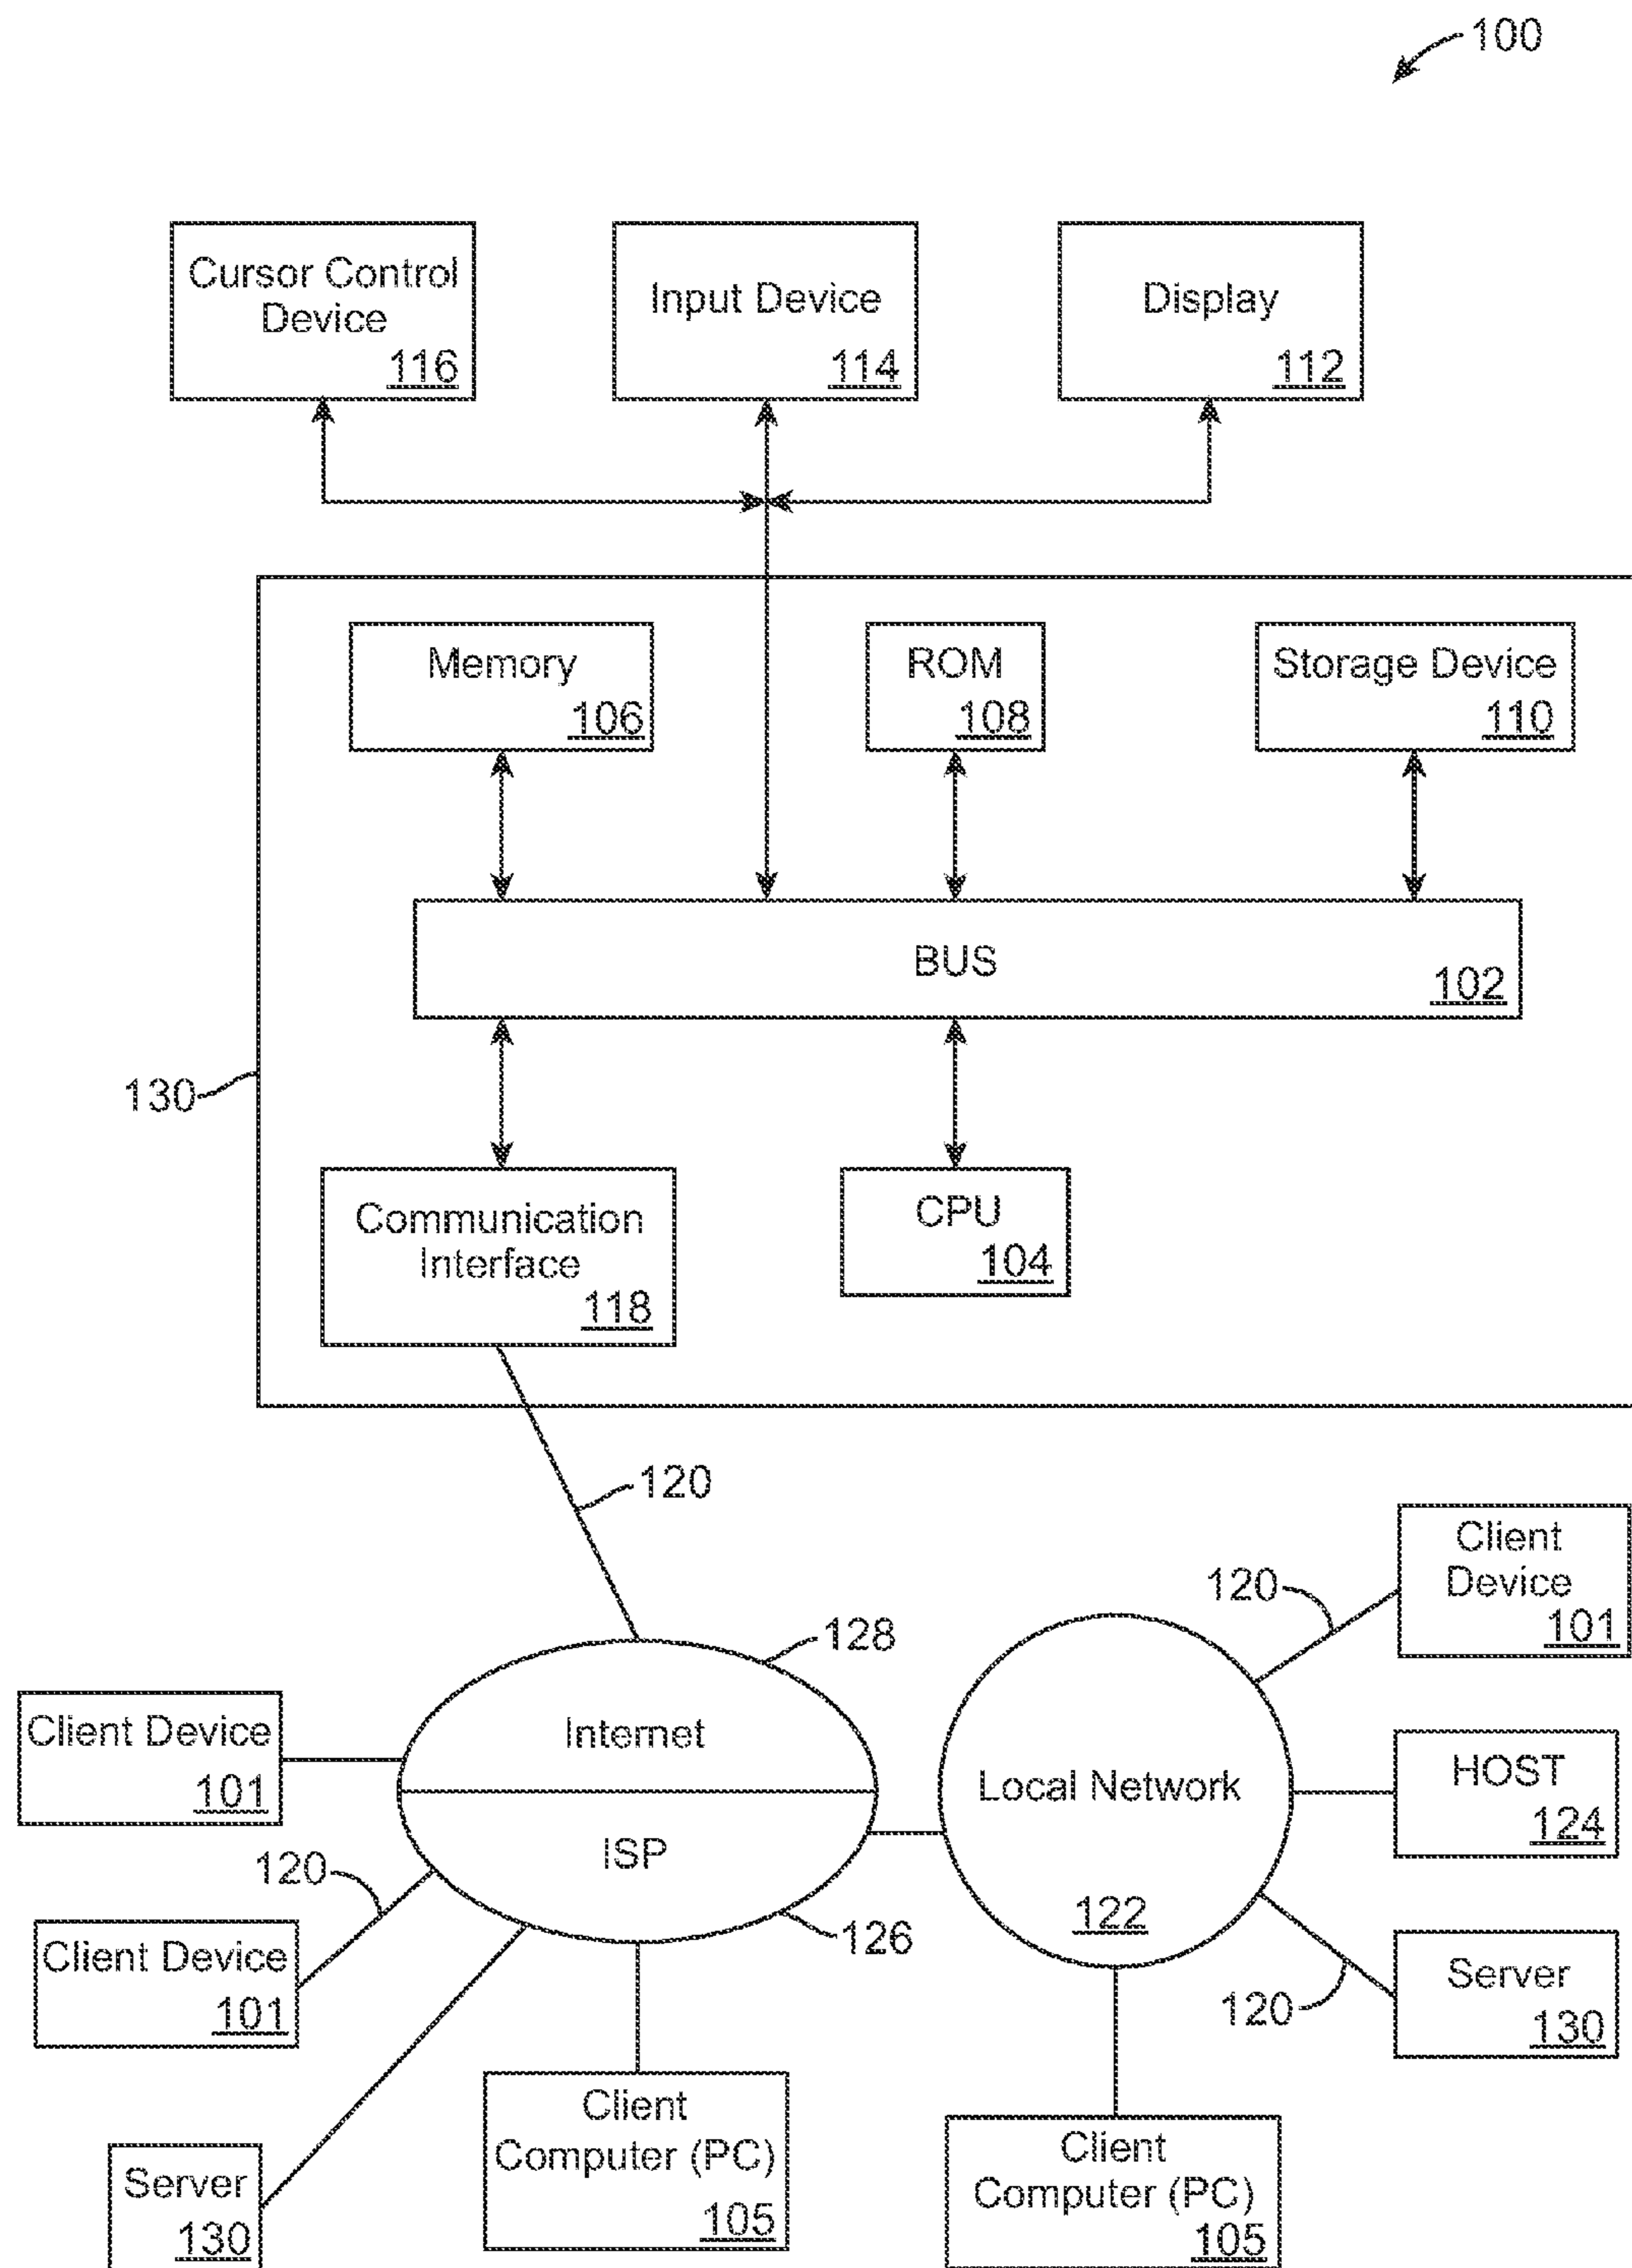 100
Cursor Control
Device
116
Input Device
114
Display
112
Memory
106
ROM
108
Storage Device
110
BUS
102
130
Communication
Interface
118
CPU
104
120
Client
Device
101
120
128
Internet
Client Device
101
Local Network
122
HOST
124
ISP
120
126
Client Device
101
Server
130
120
Client
Computer (PC)
105
Client
Computer (PC)
105
Server
130